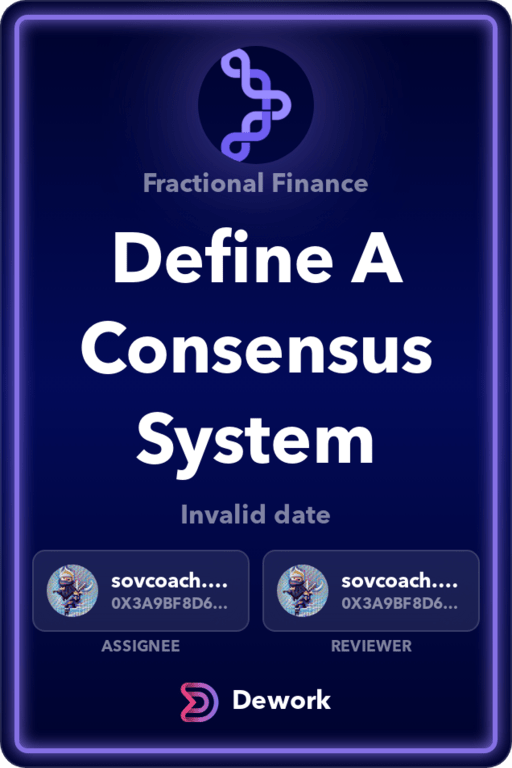 Fractional Finance
Define A
Consensus
System
Invalid date
sovcoach....
0X3A9BF8D6...
sovcoach....
0X3A9BF8D6...
ASSIGNEE
REVIEWER
Dework